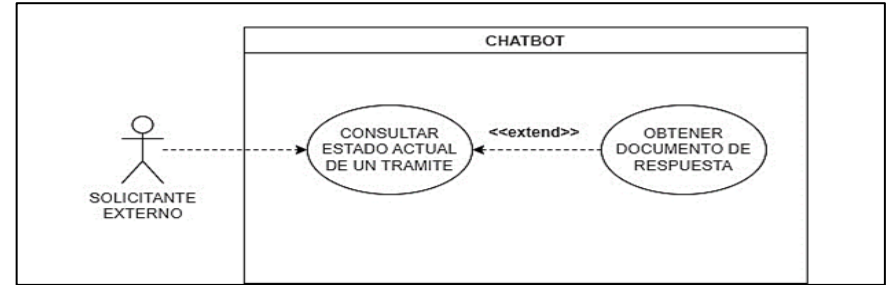 CHATBOT
CONSULTAR
ESTADO ACTUAL
DE UN TRAMITE
<<extend>>
OBTENER
DOCUMENTO DE
RESPUESTA
SOLICITANTE
EXTERNO